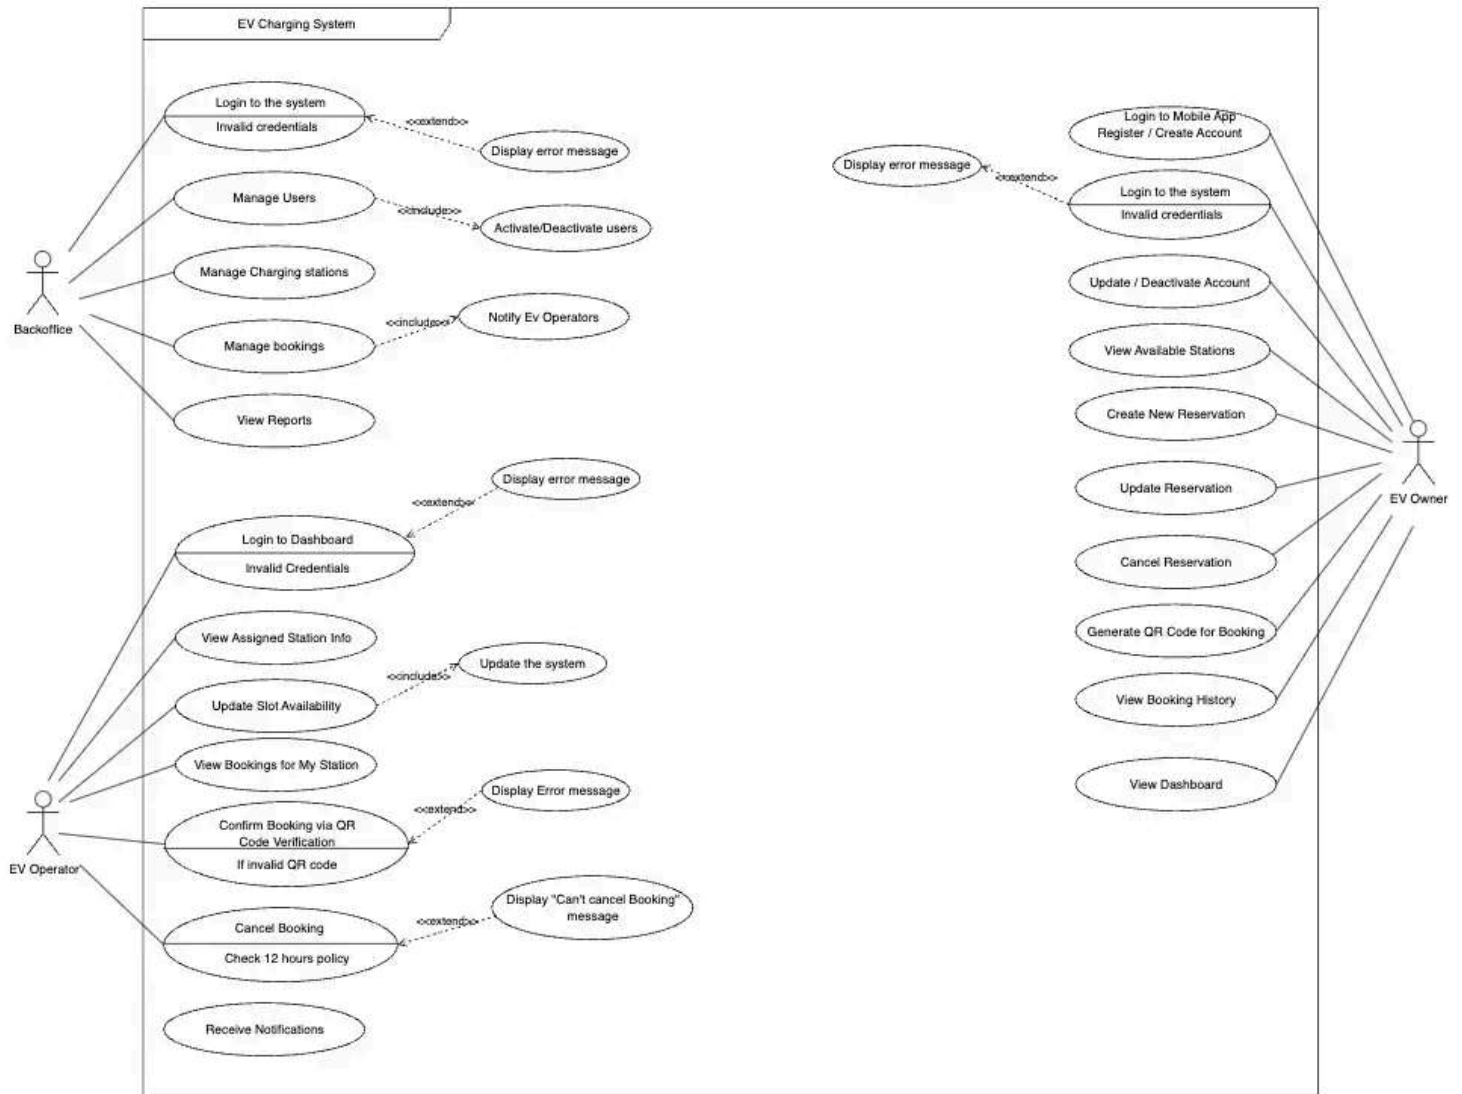 EV Charging System
Login to the system
Invalid credentials
<<extend>>
Display error message
Manage Users
<<include>>
Activate/Deactivate users
Manage Charging stations
Backoffice
Manage bookings
<<include>>
Notify Ev Operators
View Reports
Display error message
<<extend>>
Login to Dashboard
Invalid Credentials
View Assigned Station Info
Update Slot Availability
<<include>>
Update the system
View Bookings for My Station
EV Operator
Confirm Booking via QR
Code Verification
If invalid QR code
<<extend>>
Display Error message
Cancel Booking
Check 12 hours policy
<<extend>>
Display "Can't cancel Booking"
message
Receive Notifications
Login to Mobile App
Register / Create Account
Display error message
<<extend>>
Login to the system
Invalid credentials
Update / Deactivate Account
View Available Stations
Create New Reservation
Update Reservation
EV Owner
Cancel Reservation
Generate QR Code for Booking
View Booking History
View Dashboard